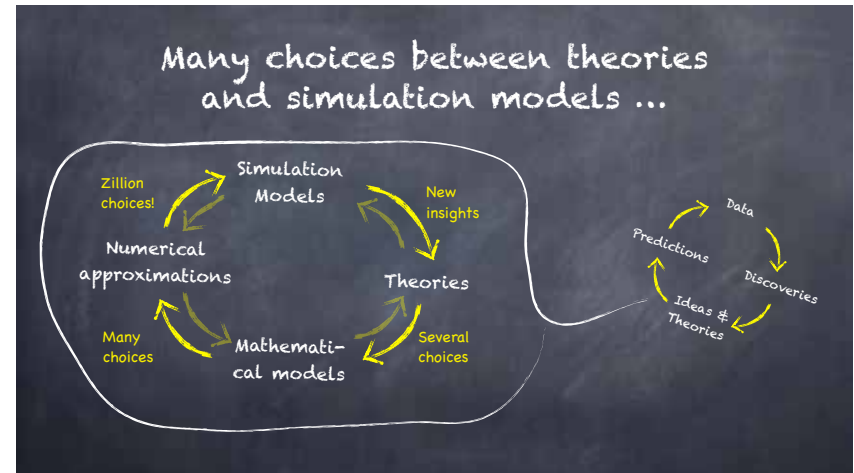 Many choices between theories
and simulation models ...
Zillion
choices!
Simulation
Models
New
insights
Numerical
approximations
Theories
Many
choices
Mathemati-
cal models
Several
choices
Data
Predictions
Discoveries
Ideas &
Theories